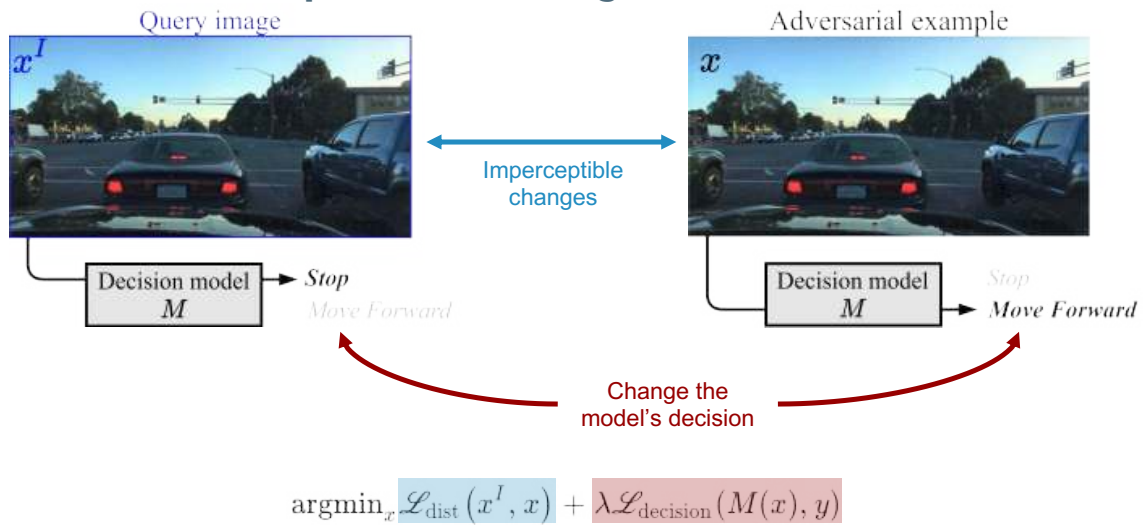 Query image
Adversarial example
x^I
x
Imperceptible
changes
Decision model
M
Stop
Move Forward
Decision model
M
Stop
Move Forward
Change the
model's decision
argmin_x ℒ_dist (x^I, x) + λℒ_decision (M(x), y)